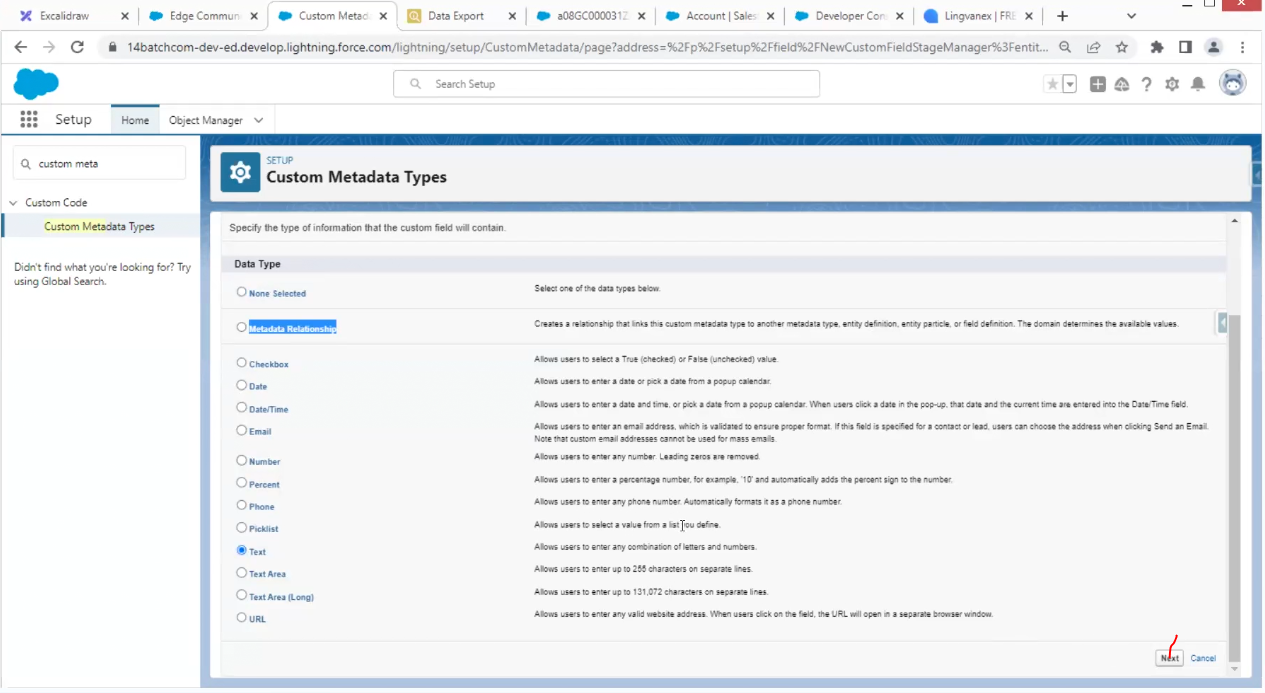 Excalidraw
Edge Commun
Custom Metad
Data Export
a08GC000031Z
Account | Sales
Developer Con
Lingvanex | FRE
14batchcom-dev-ed.develop.lightning.force.com/lightning/setup/CustomMetadata/page?address=%2Fp%2Fsetup%2Ffield%2FNewCustomFieldStageManager%3Fentit...
Search Setup
Setup
Home
Object Manager
custom meta
Custom Code
Custom Metadata Types
Didn't find what you're looking for? Try
using Global Search.
SETUP
Custom Metadata Types
Specify the type of information that the custom field will contain.
Data Type
None Selected Select one of the data types below.
Metadata Relationship Creates a relationship that links this custom metadata type to another metadata type, entity definition, entity particle, or field definition. The domain determines the available values.
Checkbox Allows users to select a True (checked) or False (unchecked) value.
Date Allows users to enter a date or pick a date from a popup calendar.
Date/Time Allows users to enter a date and time, or pick a date from a popup calendar. When users click a date in the pop-up, that date and the current time are entered into the Date/Time field.
Email Allows users to enter an email address, which is validated to ensure proper format. If this field is specified for a contact or lead, users can choose the address when clicking Send an Email.
Note that custom email addresses cannot be used for mass emails.
Number Allows users to enter any number. Leading zeros are removed.
Percent Allows users to enter a percentage number, for example, '10' and automatically adds the percent sign to the number.
Phone Allows users to enter any phone number. Automatically formats it as a phone number.
Picklist Allows users to select a value from a list you define.
Text Allows users to enter any combination of letters and numbers.
Text Area Allows users to enter up to 255 characters on separate lines.
Text Area (Long) Allows users to enter up to 131,072 characters on separate lines.
URL Allows users to enter any valid website address. When users click on the field, the URL will open in a separate browser window.
Next Cancel